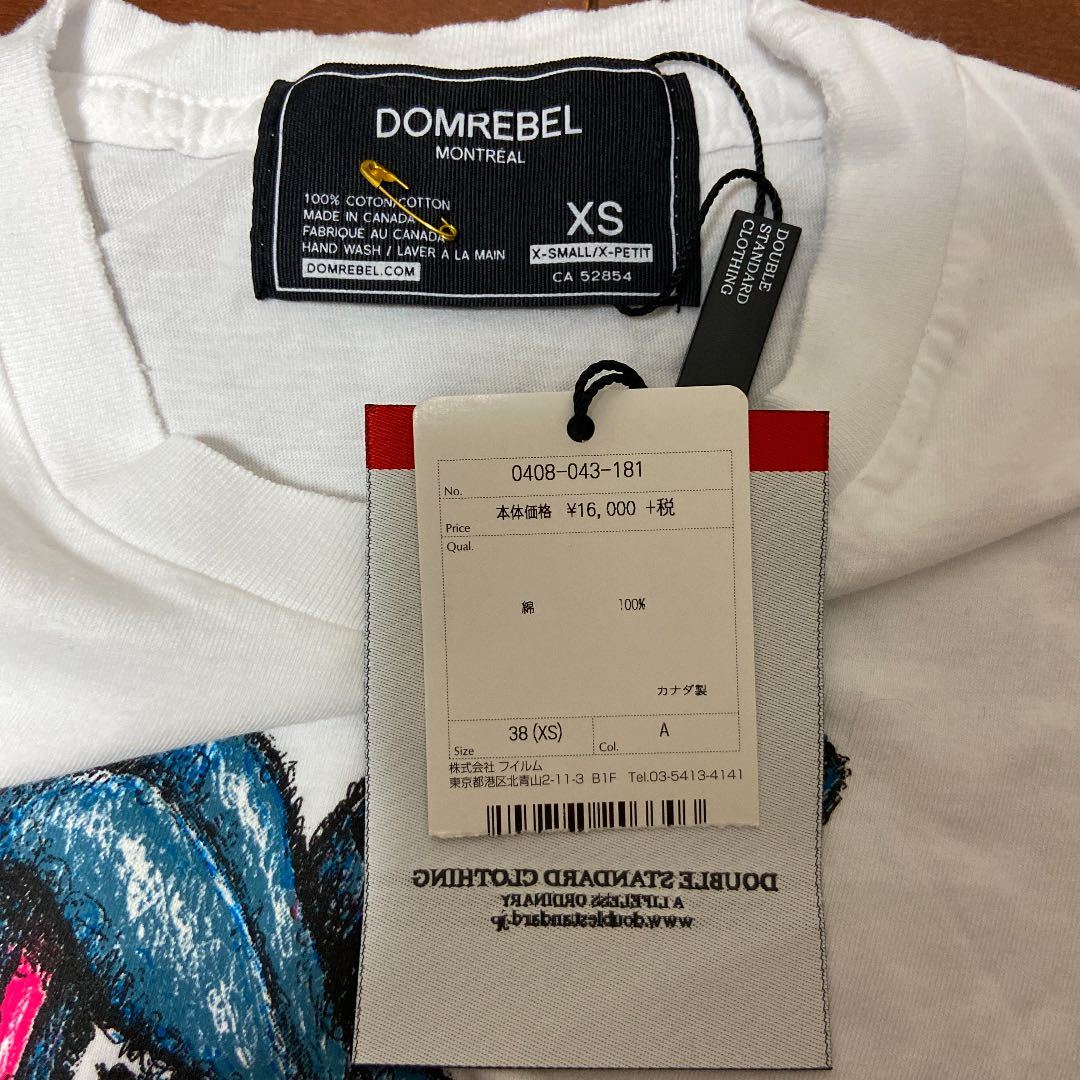 DOMREBEL
MONTRÉAL
100% COTON/COTTON
MADE IN CANADA
FABRIQUE AU CANADA
HAND WASH / LAVER A LA MAIN
DOMREBEL.COM
XS
X-SMALL/X-PETIT
CA 52854
DOUBLE
STANDARD
CLOTHING
No. 0408-043-181
Price 本体価格 ¥16,000 +税
Qual.
綿 100%
カナダ製
Size 38(XS) Col. A
株式会社 フイルム
東京都港区北青山2-11-3 B1F Tel.03-5413-4141
DOUBLE STANDARD CLOTHING
A LIFELESS ORDINARY
www.doublestandard.jp